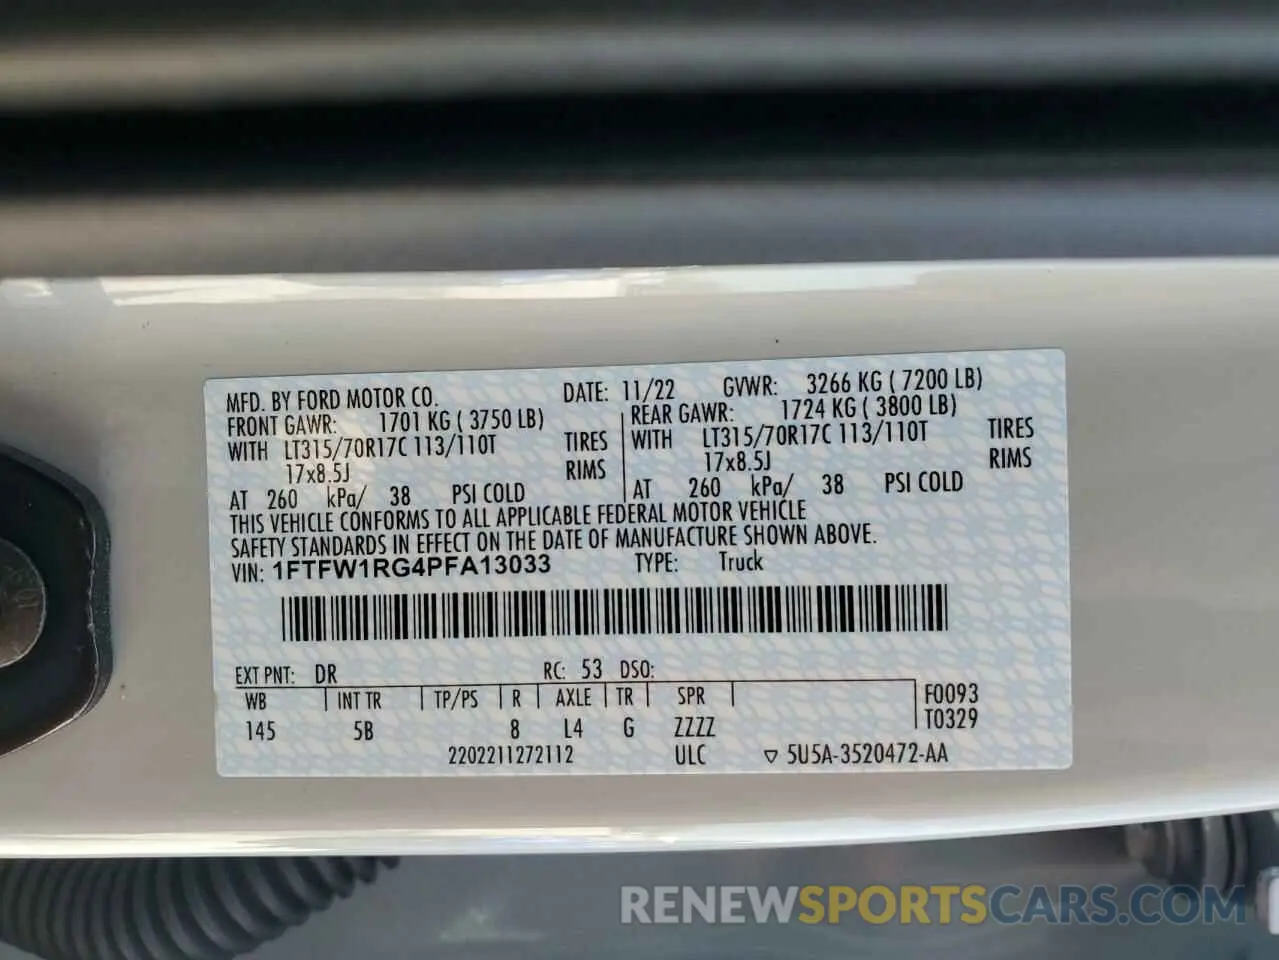 MFD. BY FORD MOTOR CO. DATE: 11/22 GVWR: 3266 KG ( 7200 LB)
FRONT GAWR: 1701 KG ( 3750 LB) REAR GAWR: 1724 KG ( 3800 LB)
WITH LT315/70R17C 113/110T TIRES WITH LT315/70R17C 113/110T TIRES
17x8.5J RIMS 17x8.5J RIMS
AT 260 kPa/ 38 PSI COLD AT 260 kPa/ 38 PSI COLD
THIS VEHICLE CONFORMS TO ALL APPLICABLE FEDERAL MOTOR VEHICLE
SAFETY STANDARDS IN EFFECT ON THE DATE OF MANUFACTURE SHOWN ABOVE.
VIN: 1FTFW1RG4PFA13033 TYPE: Truck
EXT PNT: DR RC: 53 DSO:
WB INT TR TP/PS R AXLE TR SPR F0093
145 5B 8 L4 G ZZZZ T0329
2202211272112 ULC ▽ 5U5A-3520472-AA
RENEWSPORTSCARS.COM